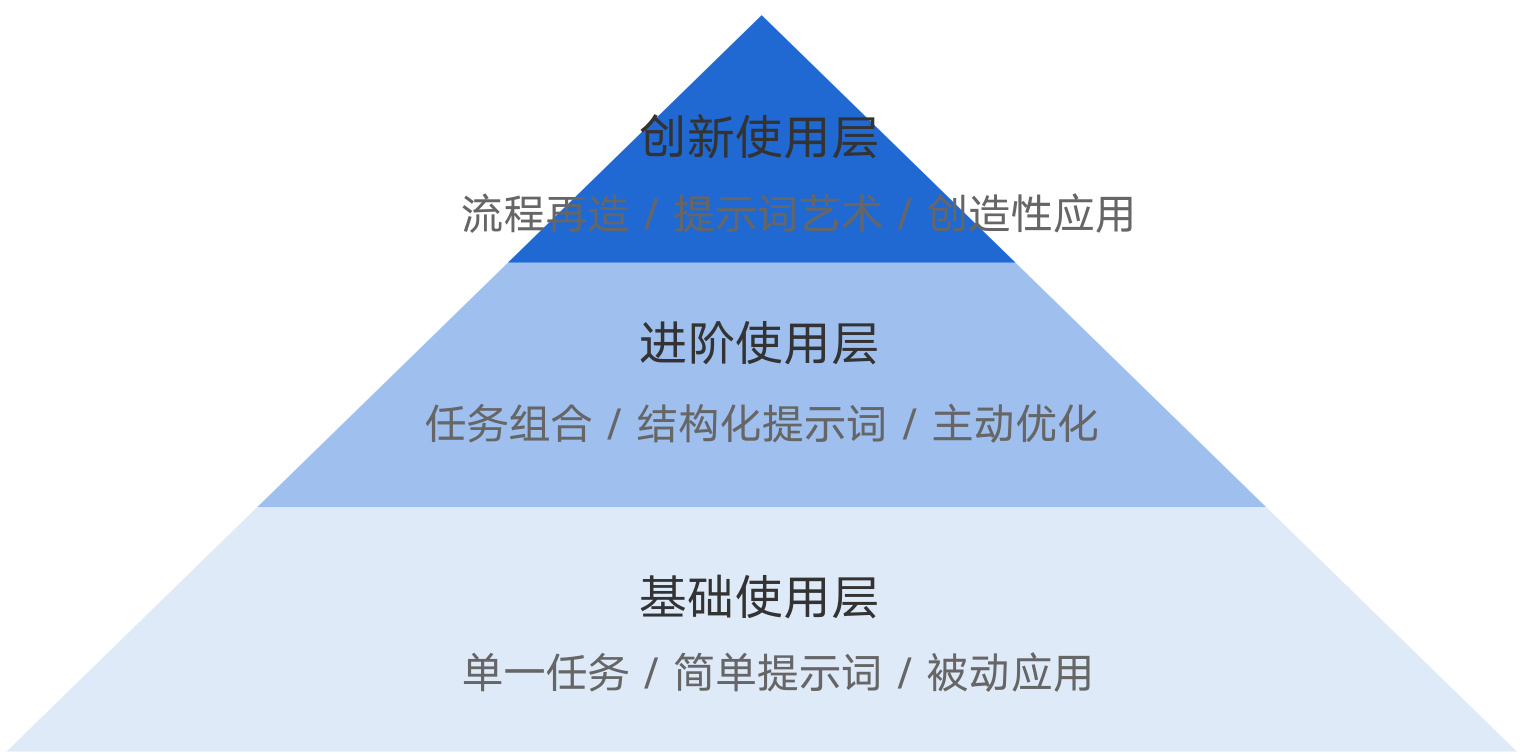 创新使用层
流程再造 / 提示词艺术 / 创造性应用
进阶使用层
任务组合 / 结构化提示词 / 主动优化
基础使用层
单一任务 / 简单提示词 / 被动应用